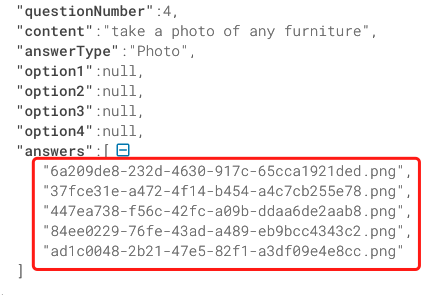 "questionNumber":4,
"content":"take a photo of any furniture",
"answerType":"Photo",
"option1":null,
"option2":null,
"option3":null,
"option4":null,
"answers":[
"6a209de8-232d-4630-917c-65cca1921ded.png",
"37fce31e-a472-4f14-b454-a4c7cb255e78.png",
"447ea738-f56c-42fc-a09b-ddaa6de2aab8.png",
"84ee0229-76fe-43ad-a489-eb9bcc4343c2.png",
"ad1c0048-2b21-47e5-82f1-a3df09e4e8cc.png"
]